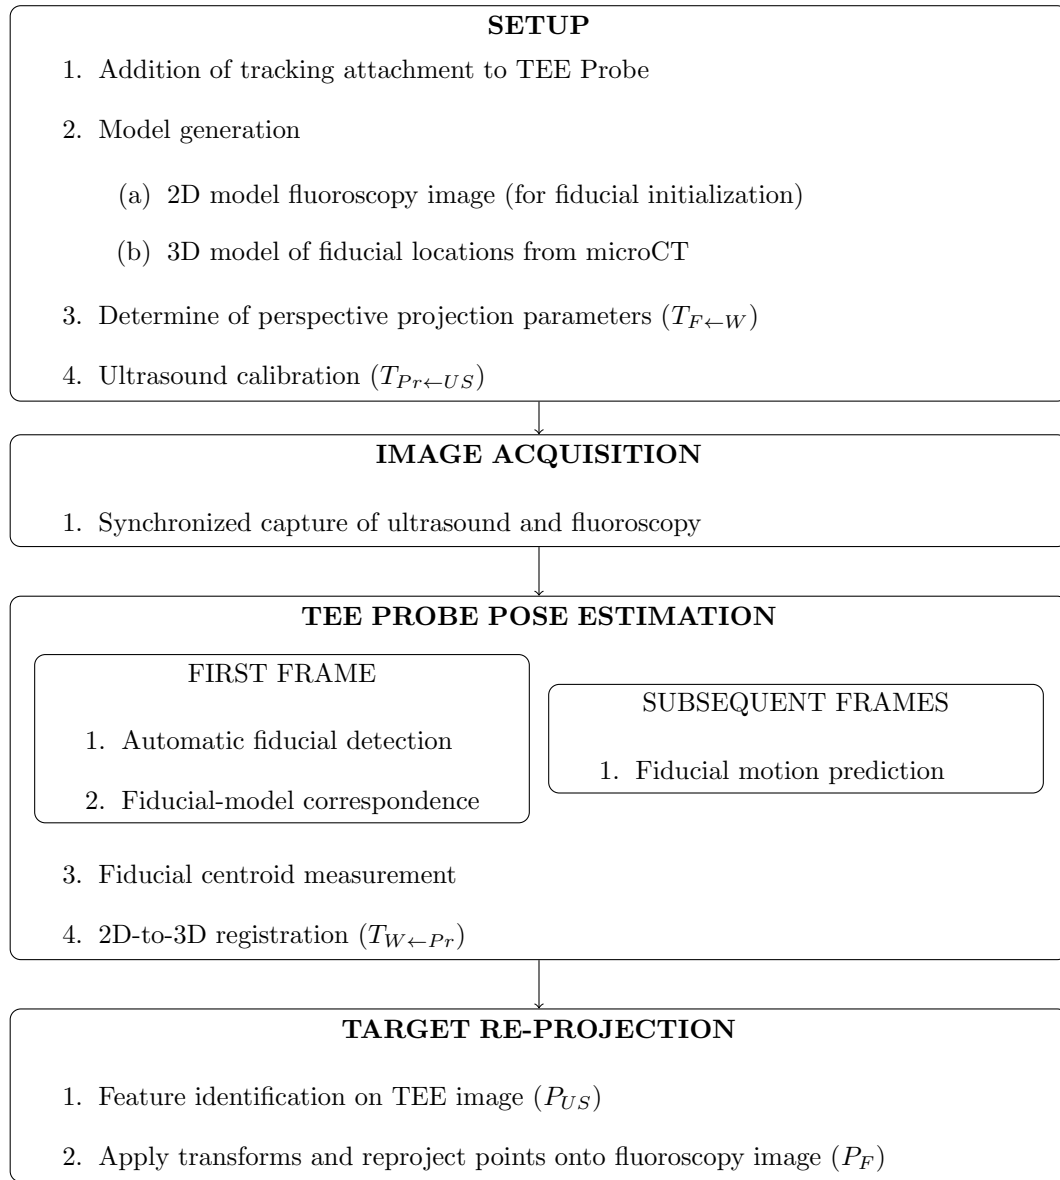 SETUP
1. Addition of tracking attachment to TEE Probe
2. Model generation
(a) 2D model fluoroscopy image (for fiducial initialization)
(b) 3D model of fiducial locations from microCT
3. Determine of perspective projection parameters (T_{F←W})
4. Ultrasound calibration (T_{Pr←US})
IMAGE ACQUISITION
1. Synchronized capture of ultrasound and fluoroscopy
TEE PROBE POSE ESTIMATION
FIRST FRAME
1. Automatic fiducial detection
2. Fiducial-model correspondence
SUBSEQUENT FRAMES
1. Fiducial motion prediction
3. Fiducial centroid measurement
4. 2D-to-3D registration (T_{W←Pr})
TARGET RE-PROJECTION
1. Feature identification on TEE image (P_{US})
2. Apply transforms and reproject points onto fluoroscopy image (P_F)